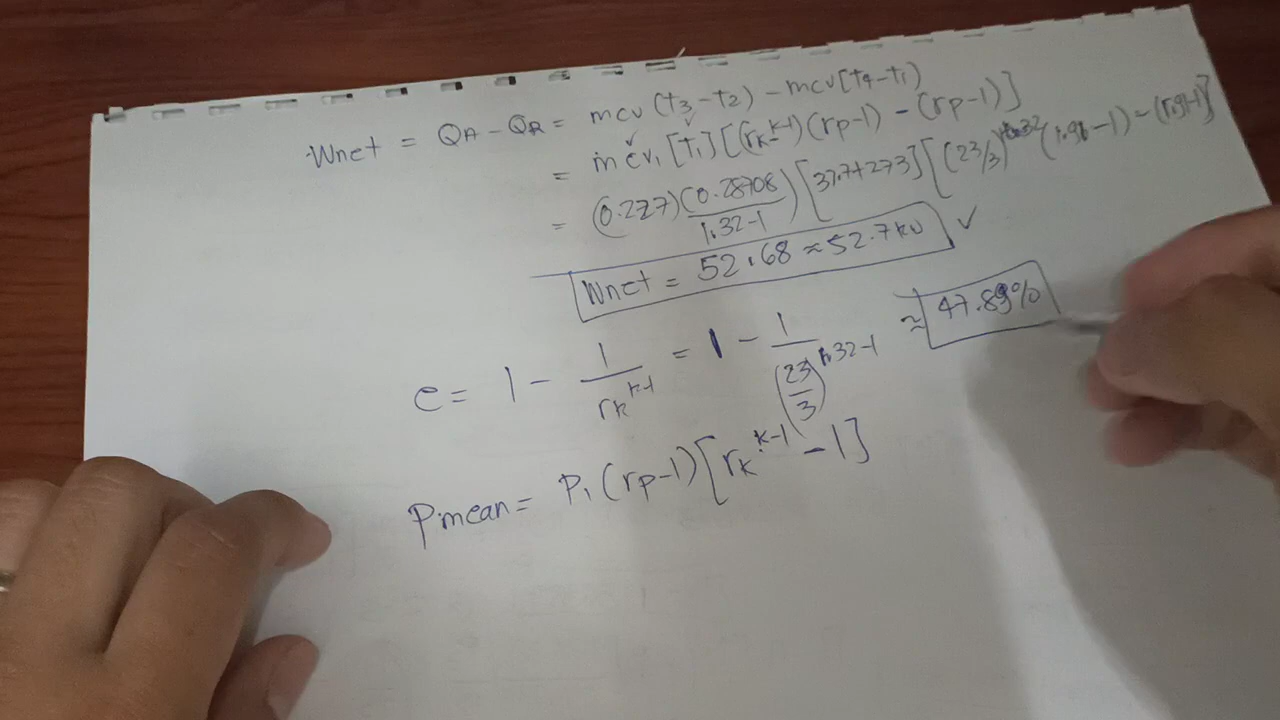 Wnet = QA - QR = mcv (t3 - t2) - mcv[t4 - t1]
= ṁ cv, [t1][(rk^k-1)(rp-1) - (rp-1)]
= (0.227)(0.28708/1.32-1)[37.7+273][(23/3)^1.32 (1.98-1) - (1.98-1)]
Wnet = 52.68 ≈ 52.7 kW ✓
e = 1 - 1/rk^k-1 = 1 - 1/(23/3)^1.32-1 ≈ 47.89%
Pmean = P1 (rp-1)[rk^k-1 - 1]